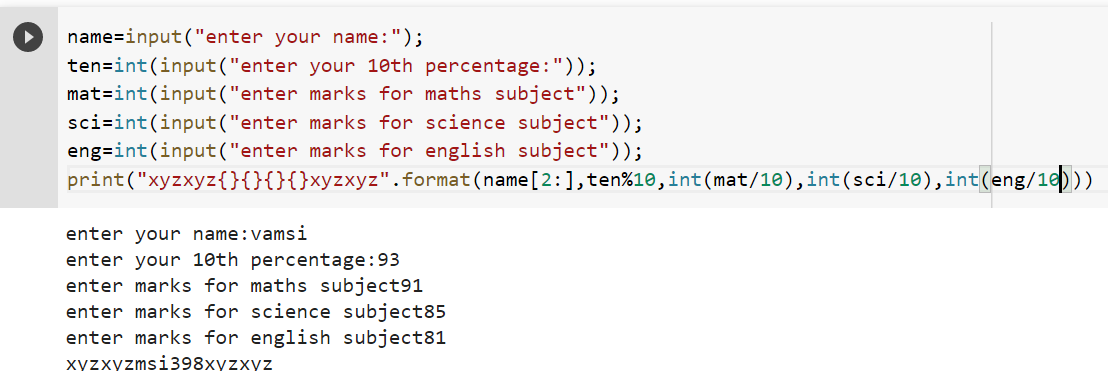 name=input("enter your name:");
ten=int(input("enter your 10th percentage:"));
mat=int(input("enter marks for maths subject"));
sci=int(input("enter marks for science subject"));
eng=int(input("enter marks for english subject"));
print("xyzxyz{}{}{}{}xyzxyz".format(name[2:],ten%10,int(mat/10),int(sci/10),int(eng/10)))
enter your name:vamsi
enter your 10th percentage:93
enter marks for maths subject91
enter marks for science subject85
enter marks for english subject81
xyzxyzmsi398xyzxyz